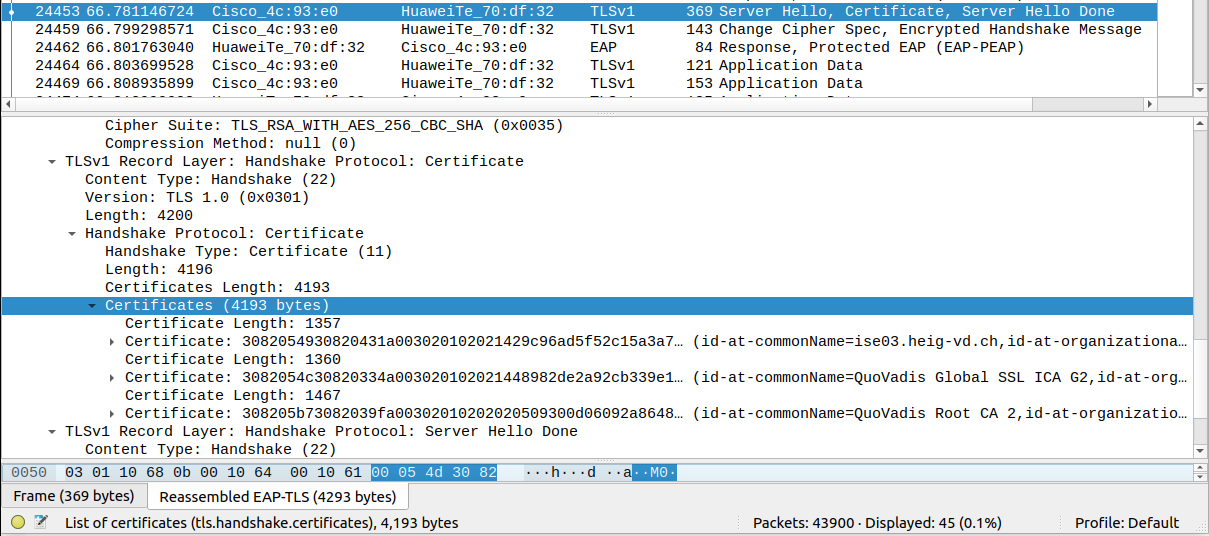 24453 66.781146724 Cisco_4c:93:e0 HuaweiTe_70:df:32 TLSv1 369 Server Hello, Certificate, Server Hello Done
24459 66.799298571 Cisco_4c:93:e0 HuaweiTe_70:df:32 TLSv1 143 Change Cipher Spec, Encrypted Handshake Message
24462 66.801763040 HuaweiTe_70:df:32 Cisco_4c:93:e0 EAP 84 Response, Protected EAP (EAP-PEAP)
24464 66.803699528 Cisco_4c:93:e0 HuaweiTe_70:df:32 TLSv1 121 Application Data
24469 66.808935899 Cisco_4c:93:e0 HuaweiTe_70:df:32 TLSv1 153 Application Data
Cipher Suite: TLS_RSA_WITH_AES_256_CBC_SHA (0x0035)
Compression Method: null (0)
TLSv1 Record Layer: Handshake Protocol: Certificate
Content Type: Handshake (22)
Version: TLS 1.0 (0x0301)
Length: 4200
Handshake Protocol: Certificate
Handshake Type: Certificate (11)
Length: 4196
Certificates Length: 4193
Certificates (4193 bytes)
Certificate Length: 1357
Certificate: 3082054930820431a003020102021429c96ad5f52c15a3a7… (id-at-commonName=ise03.heig-vd.ch,id-at-organizationa…
Certificate Length: 1360
Certificate: 3082054c30820334a003020102021448982de2a92cb339e1… (id-at-commonName=QuoVadis Global SSL ICA G2,id-at-org…
Certificate Length: 1467
Certificate: 308205b73082039fa00302010202020509300d06092a8648… (id-at-commonName=QuoVadis Root CA 2,id-at-organizatio…
TLSv1 Record Layer: Handshake Protocol: Server Hello Done
Content Type: Handshake (22)
0050 03 01 10 68 0b 00 10 64 00 10 61 00 05 4d 30 82 ···h···d ··a··M0·
Frame (369 bytes) Reassembled EAP-TLS (4293 bytes)
List of certificates (tls.handshake.certificates), 4,193 bytes Packets: 43900 · Displayed: 45 (0.1%) Profile: Default